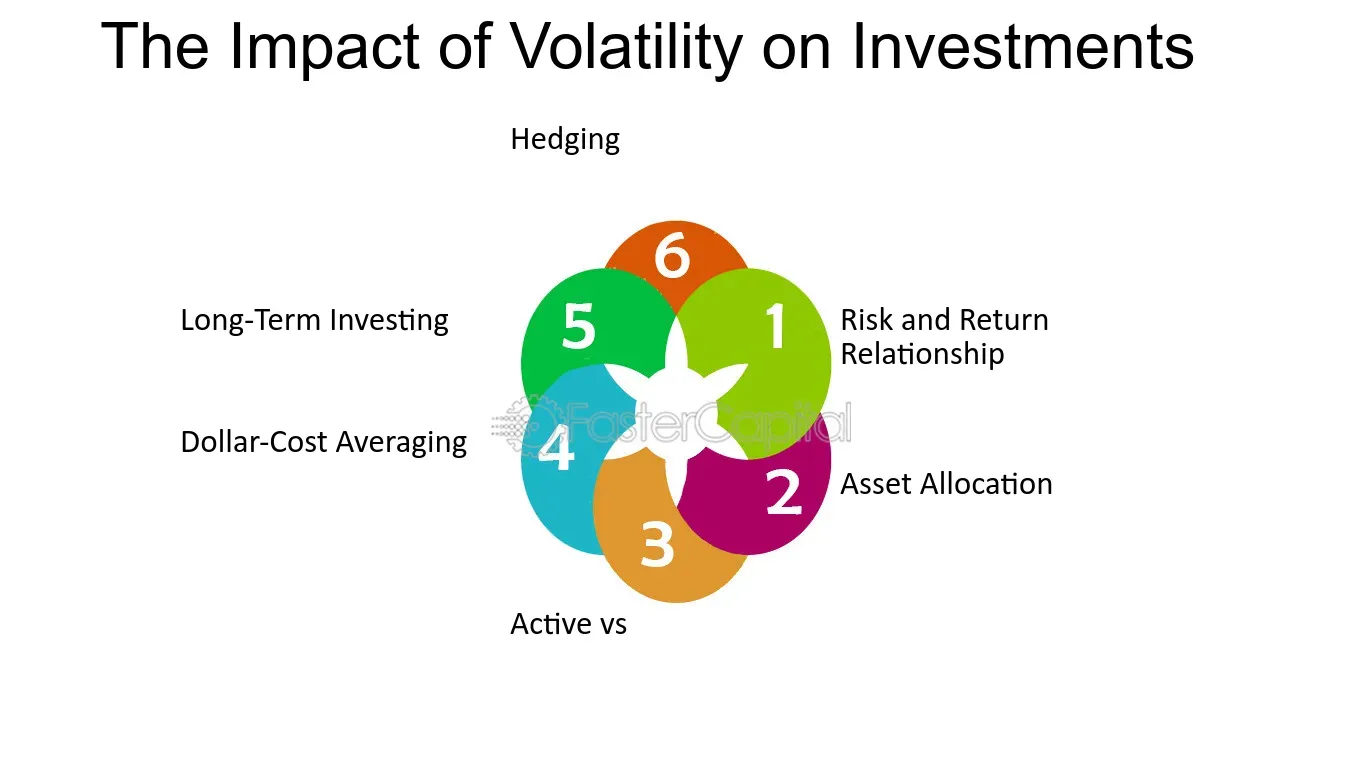 The Impact of Volatility on Investments
Hedging
6
5
1
Long-Term Investing
Risk and Return
Relationship
FasterCapital
Dollar-Cost Averaging
4
2
Asset Allocation
3
Active vs